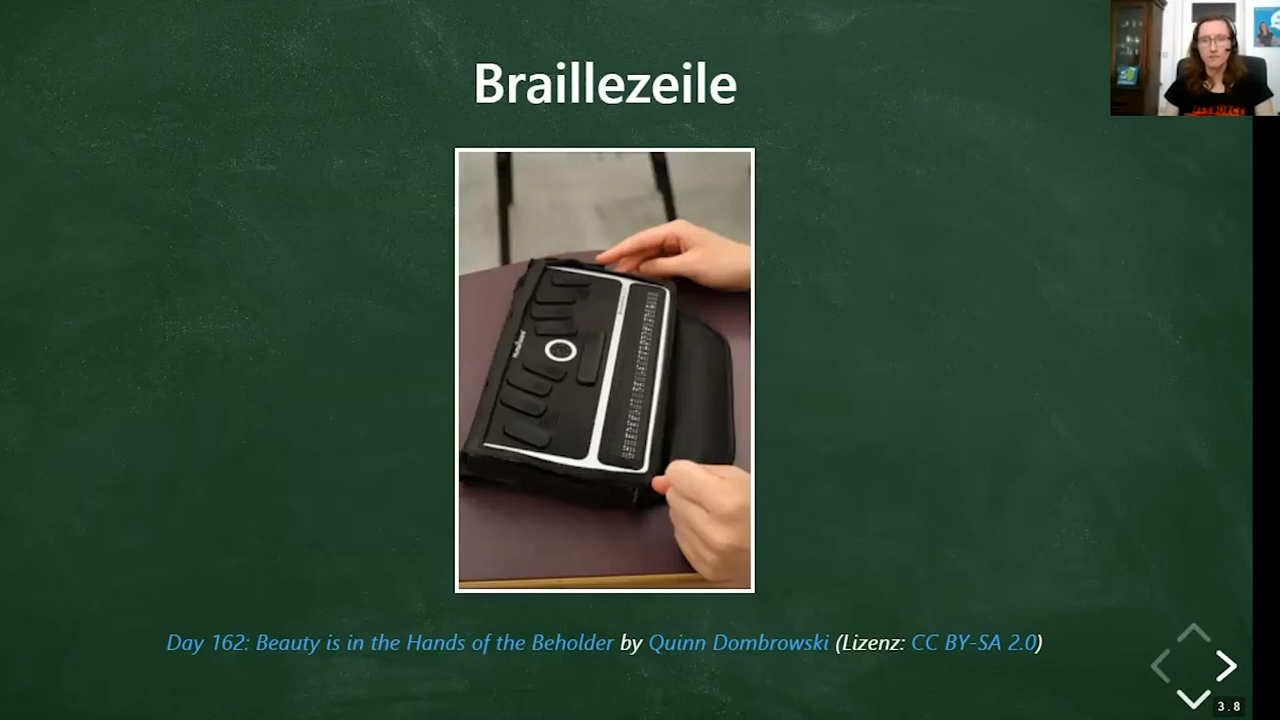 Braillezeile
Day 162: Beauty is in the Hands of the Beholder by Quinn Dombrowski (Lizenz: CC BY-SA 2.0)
3.8